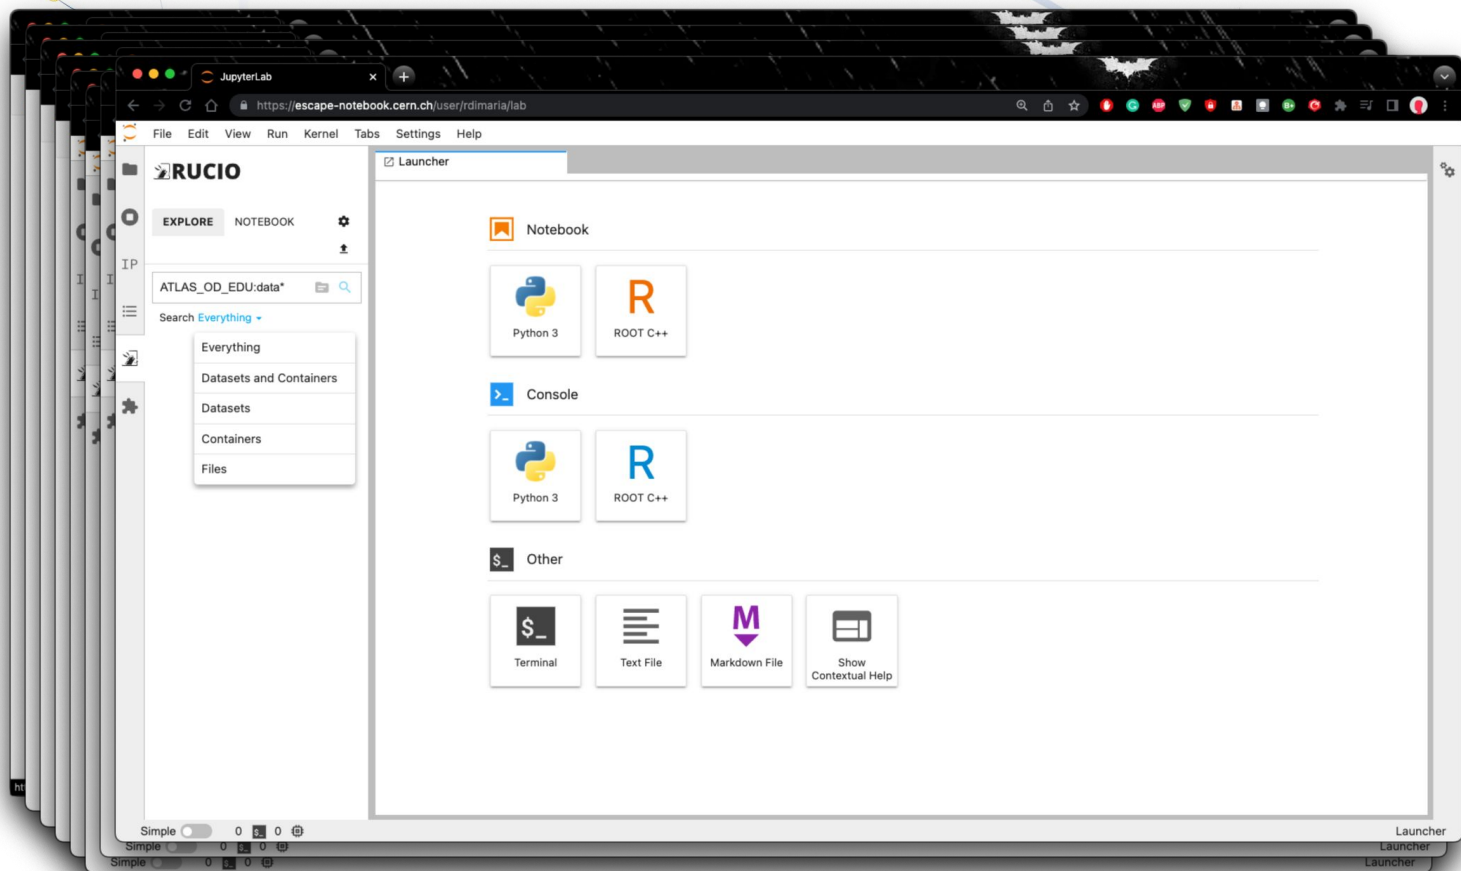 JupyterLab
https://escape-notebook.cern.ch/user/rdimaria/lab
File Edit View Run Kernel Tabs Settings Help
RUCIO
Launcher
EXPLORE NOTEBOOK
Notebook
IP
ATLAS_OD_EDU:data*
Search Everything
Python 3
ROOT C++
Everything
Datasets and Containers
Datasets
Containers
Files
Console
Python 3
ROOT C++
$_ Other
$_
Terminal
Text File
M
Markdown File
Show
Contextual Help
Simple 0 $_ 0 Launcher
Simple 0 $_ 0 Launcher
Simple 0 $_ 0 Launcher